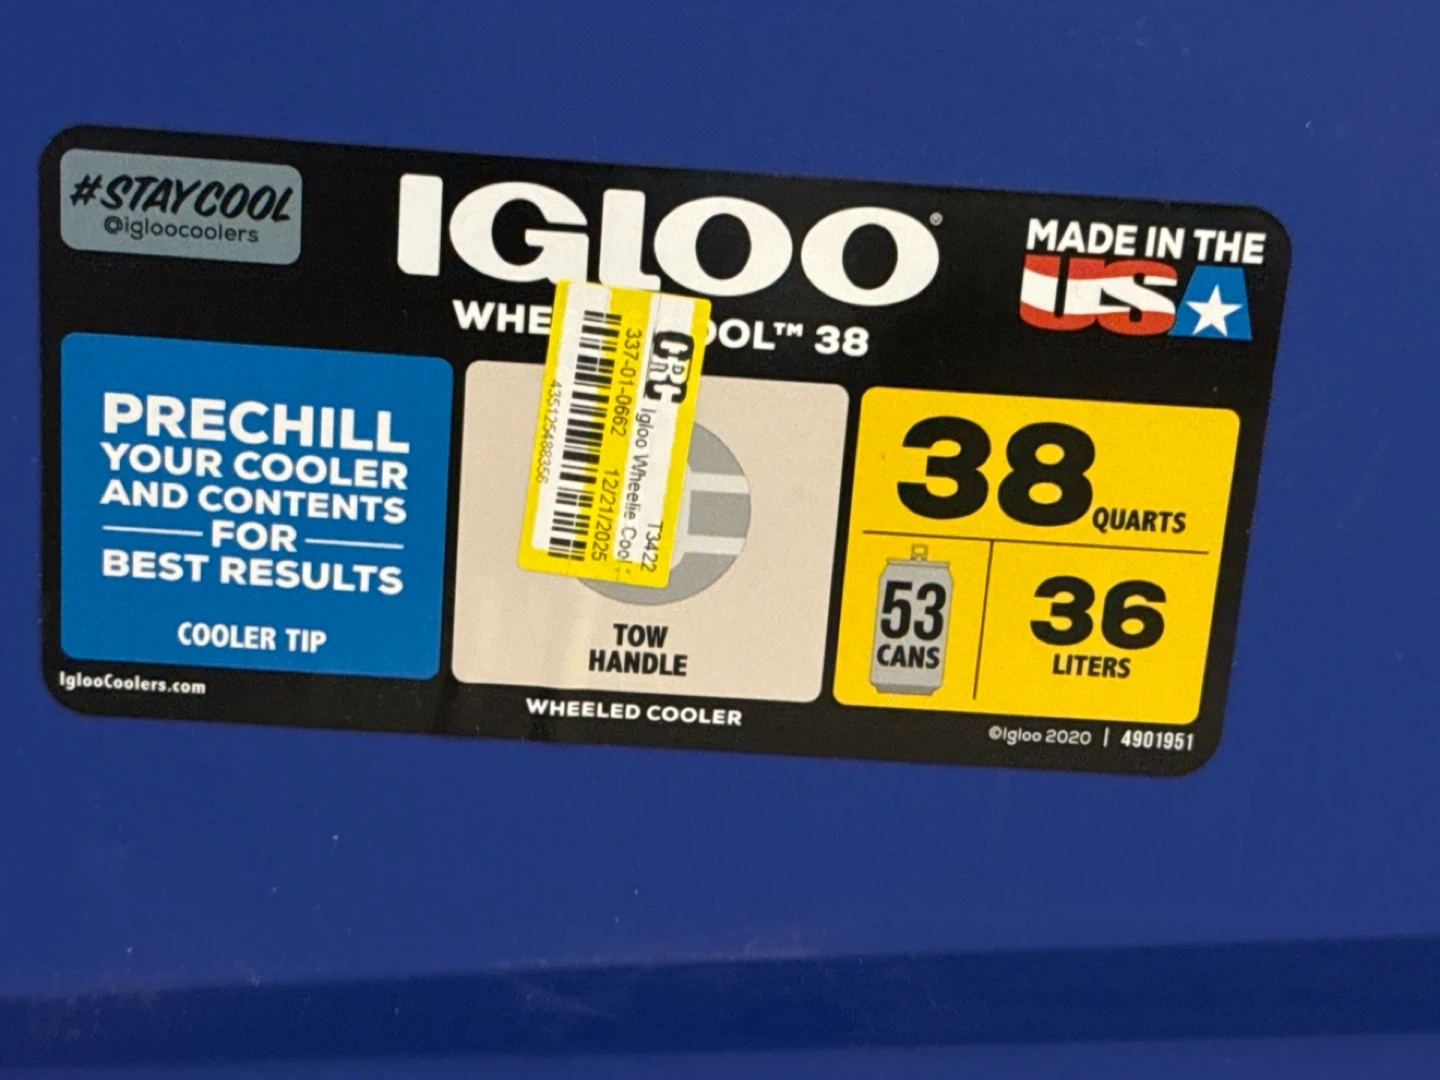 #STAYCOOL
@igloocoolers
IGLOO®
WHE OOL™ 38
MADE IN THE
USA
PRECHILL
YOUR COOLER
AND CONTENTS
FOR
BEST RESULTS
COOLER TIP
IglooCoolers.com
CRC
T3422
Igloo Wheelie Cool
337-01-0662 12/21/2025
435125488356
TOW
HANDLE
WHEELED COOLER
38 QUARTS
53
CANS
36
LITERS
©Igloo 2020 | 4901951